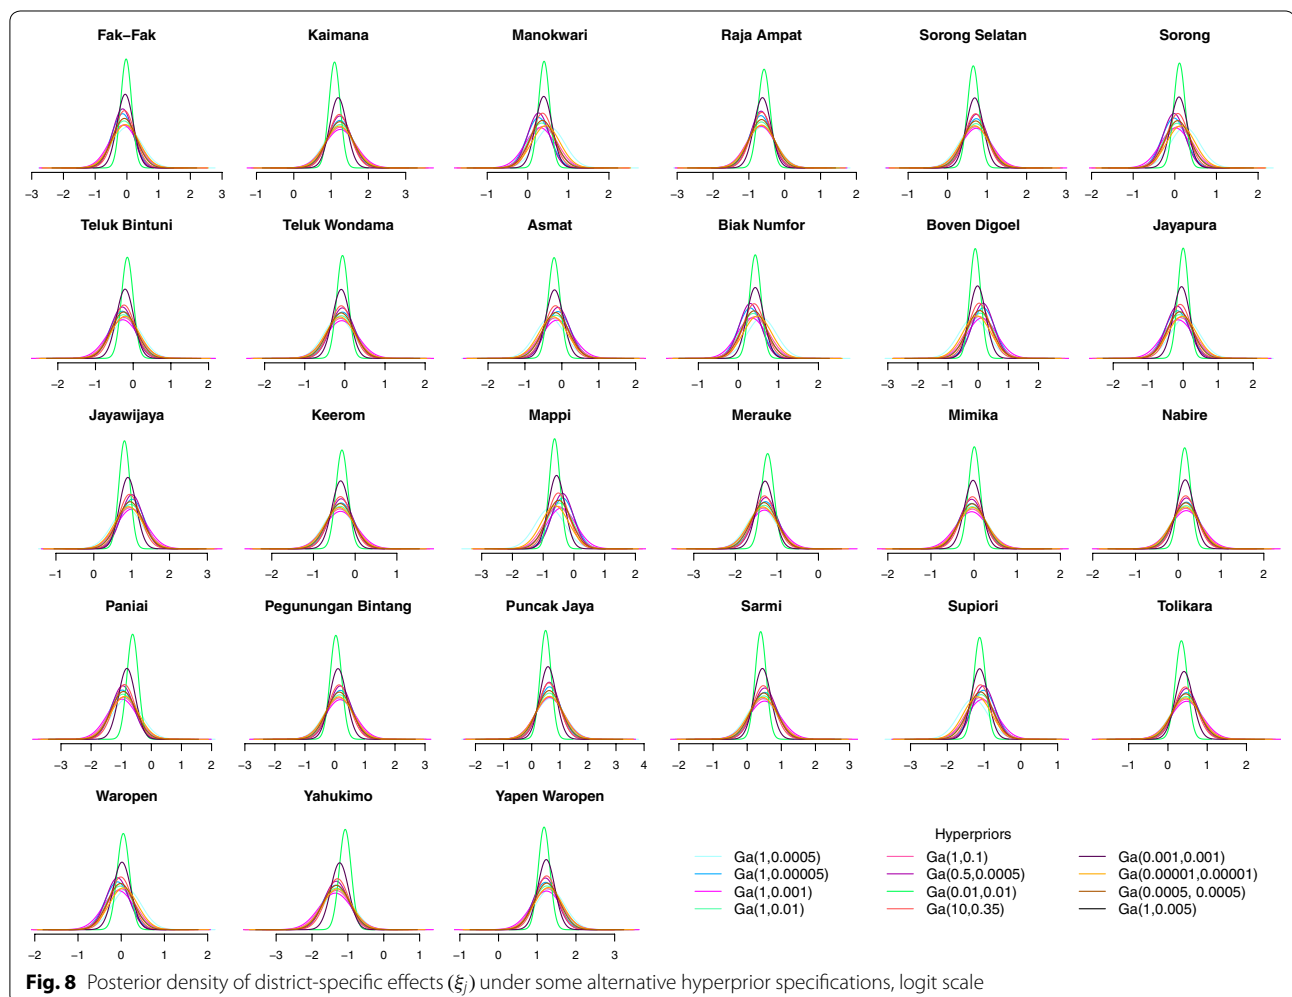 Fak–Fak Kaimana Manokwari Raja Ampat Sorong Selatan Sorong
−3 −2 −1 0 1 2 3 −1 0 1 2 3 −1 0 1 2 −3 −2 −1 0 1 2 −1 0 1 2 3 −2 −1 0 1 2
Teluk Bintuni Teluk Wondama Asmat Biak Numfor Boven Digoel Jayapura
−2 −1 0 1 2 −2 −1 0 1 2 −2 −1 0 1 2 −1 0 1 2 −3 −2 −1 0 1 2 −2 −1 0 1 2
Jayawijaya Keerom Mappi Merauke Mimika Nabire
−1 0 1 2 3 −2 −1 0 1 −3 −2 −1 0 1 2 −3 −2 −1 0 −2 −1 0 1 2 −2 −1 0 1 2
Paniai Pegunungan Bintang Puncak Jaya Sarmi Supiori Tolikara
−3 −2 −1 0 1 2 −3 −2 −1 0 1 2 3 −2 −1 0 1 2 3 4 −2 −1 0 1 2 3 −3 −2 −1 0 1 −1 0 1 2
Waropen Yahukimo Yapen Waropen
−2 −1 0 1 2 −3 −2 −1 0 1 −1 0 1 2 3
Hyperpriors
Ga(1,0.0005) Ga(1,0.1) Ga(0.001,0.001)
Ga(1,0.00005) Ga(0.5,0.0005) Ga(0.00001,0.00001)
Ga(1,0.001) Ga(0.01,0.01) Ga(0.0005, 0.0005)
Ga(1,0.01) Ga(10,0.35) Ga(1,0.005)
Fig. 8 Posterior density of district-specific effects (ξj) under some alternative hyperprior specifications, logit scale